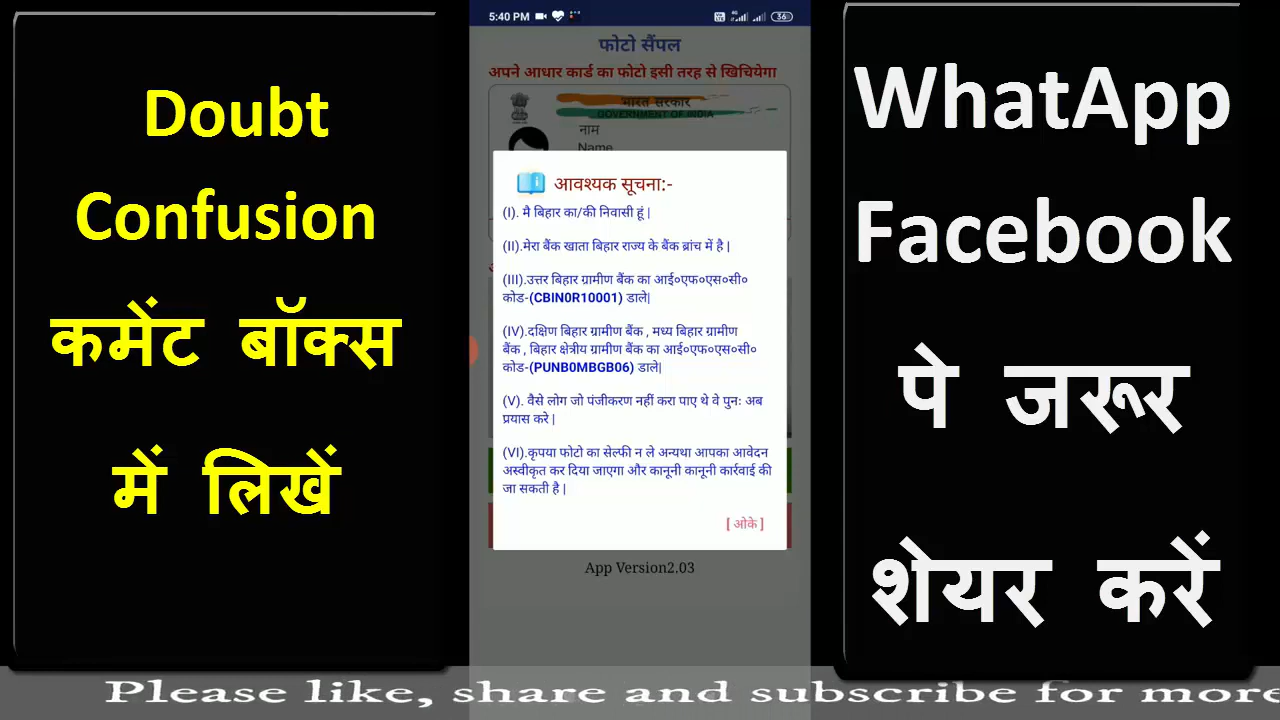 Doubt
Confusion
कमेंट बॉक्स
में लिखें
5:40 PM
4G
36
फोटो सैंपल
अपने आधार कार्ड का फोटो इसी तरह से खिचियेगा
भारत सरकार
GOVERNMENT OF INDIA
नाम
Name
आवश्यक सूचना:-
(I). मै बिहार का/की निवासी हूं |
(II).मेरा बैंक खाता बिहार राज्य के बैंक ब्रांच में है |
(III).उत्तर बिहार ग्रामीण बैंक का आई०एफ०एस०सी०
कोड-(CBIN0R10001) डाले|
(IV).दक्षिण बिहार ग्रामीण बैंक , मध्य बिहार ग्रामीण
बैंक , बिहार क्षेत्रीय ग्रामीण बैंक का आई०एफ०एस०सी०
कोड-(PUNB0MBGB06) डाले|
(V). वैसे लोग जो पंजीकरण नहीं करा पाए थे वे पुनः अब
प्रयास करे |
(VI).कृपया फोटो का सेल्फी न ले अन्यथा आपका आवेदन
अस्वीकृत कर दिया जाएगा और कानूनी कानूनी कार्रवाई की
जा सकती है |
[ ओके ]
App Version2.03
WhatApp
Facebook
पे जरूर
शेयर करें
Please like, share and subscribe for more